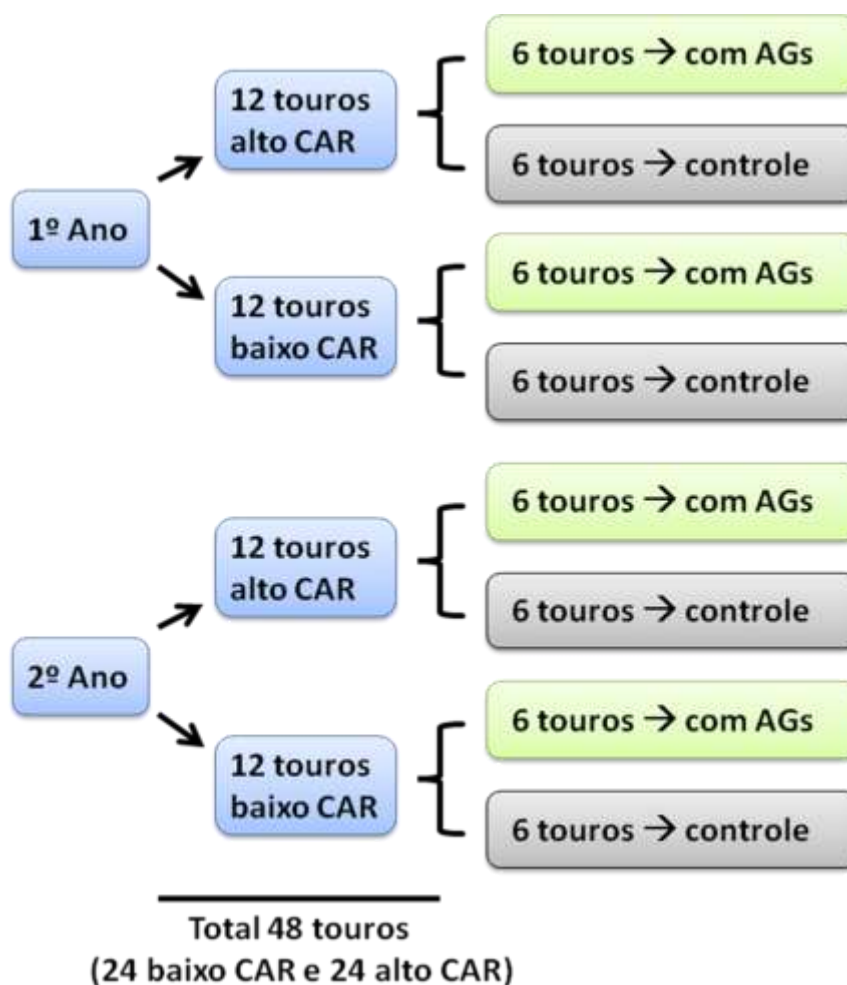 6 touros → com AGs
12 touros
alto CAR
6 touros → controle
1º Ano
6 touros → com AGs
12 touros
baixo CAR
6 touros → controle
6 touros → com AGs
12 touros
alto CAR
6 touros → controle
2º Ano
6 touros → com AGs
12 touros
baixo CAR
6 touros → controle
Total 48 touros
(24 baixo CAR e 24 alto CAR)